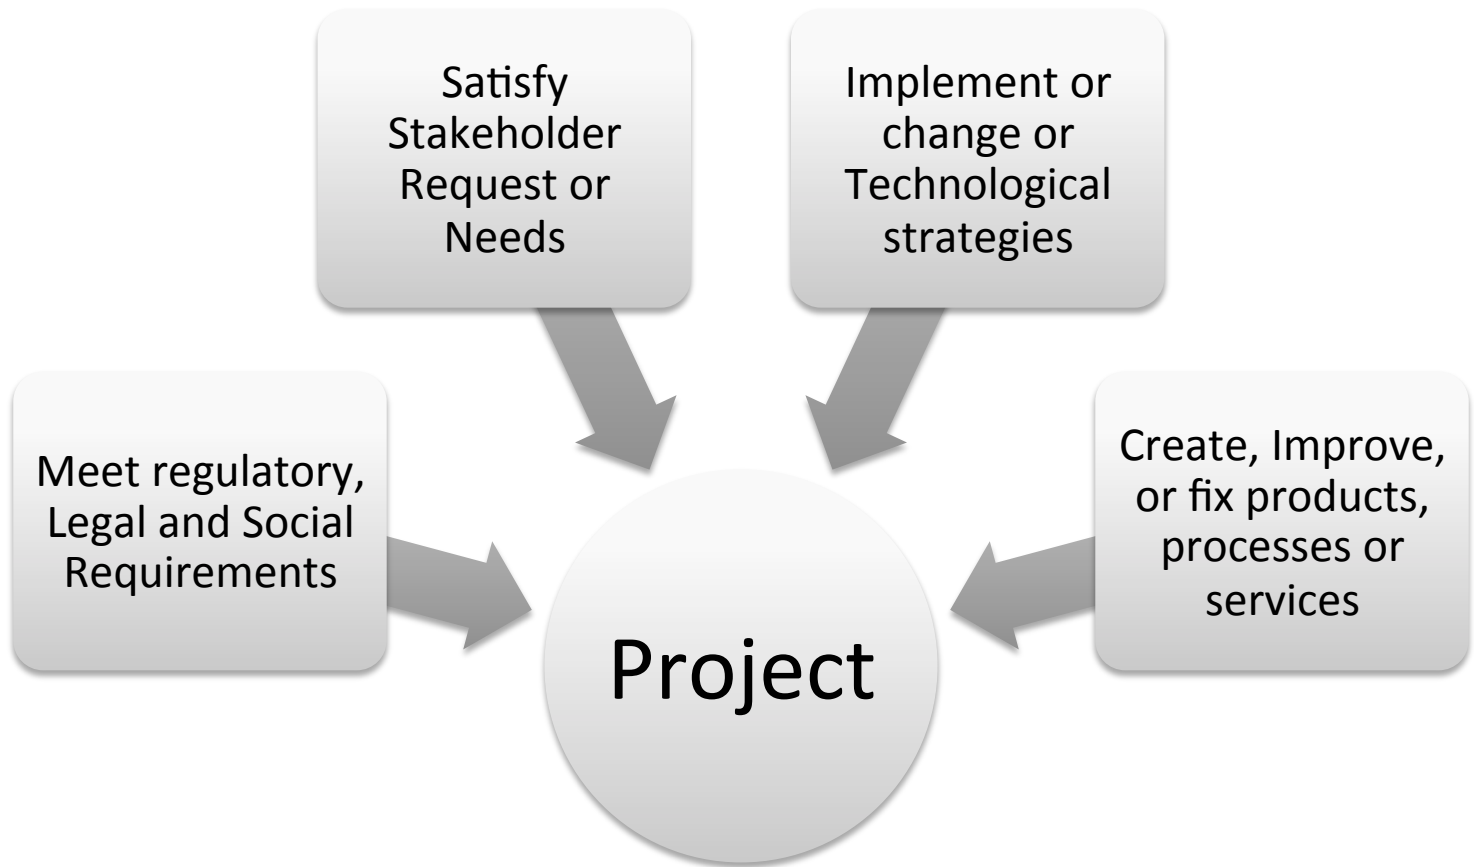 Satisfy
Stakeholder
Request or
Needs
Implement or
change or
Technological
strategies
Meet regulatory,
Legal and Social
Requirements
Create, Improve,
or fix products,
processes or
services
Project